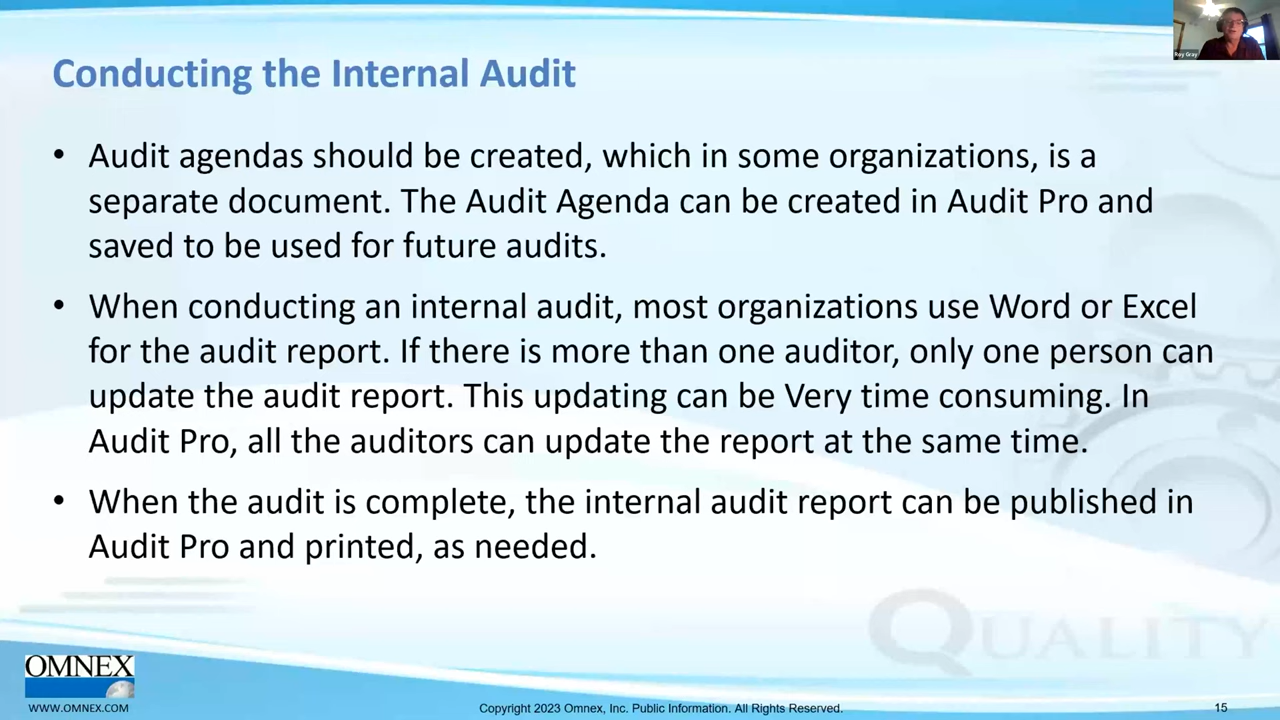 Roy Gray
Conducting the Internal Audit
• Audit agendas should be created, which in some organizations, is a
separate document. The Audit Agenda can be created in Audit Pro and
saved to be used for future audits.
• When conducting an internal audit, most organizations use Word or Excel
for the audit report. If there is more than one auditor, only one person can
update the audit report. This updating can be Very time consuming. In
Audit Pro, all the auditors can update the report at the same time.
• When the audit is complete, the internal audit report can be published in
Audit Pro and printed, as needed.
QUALITY
OMNEX
WWW.OMNEX.COM
Copyright 2023 Omnex, Inc. Public Information. All Rights Reserved.
15